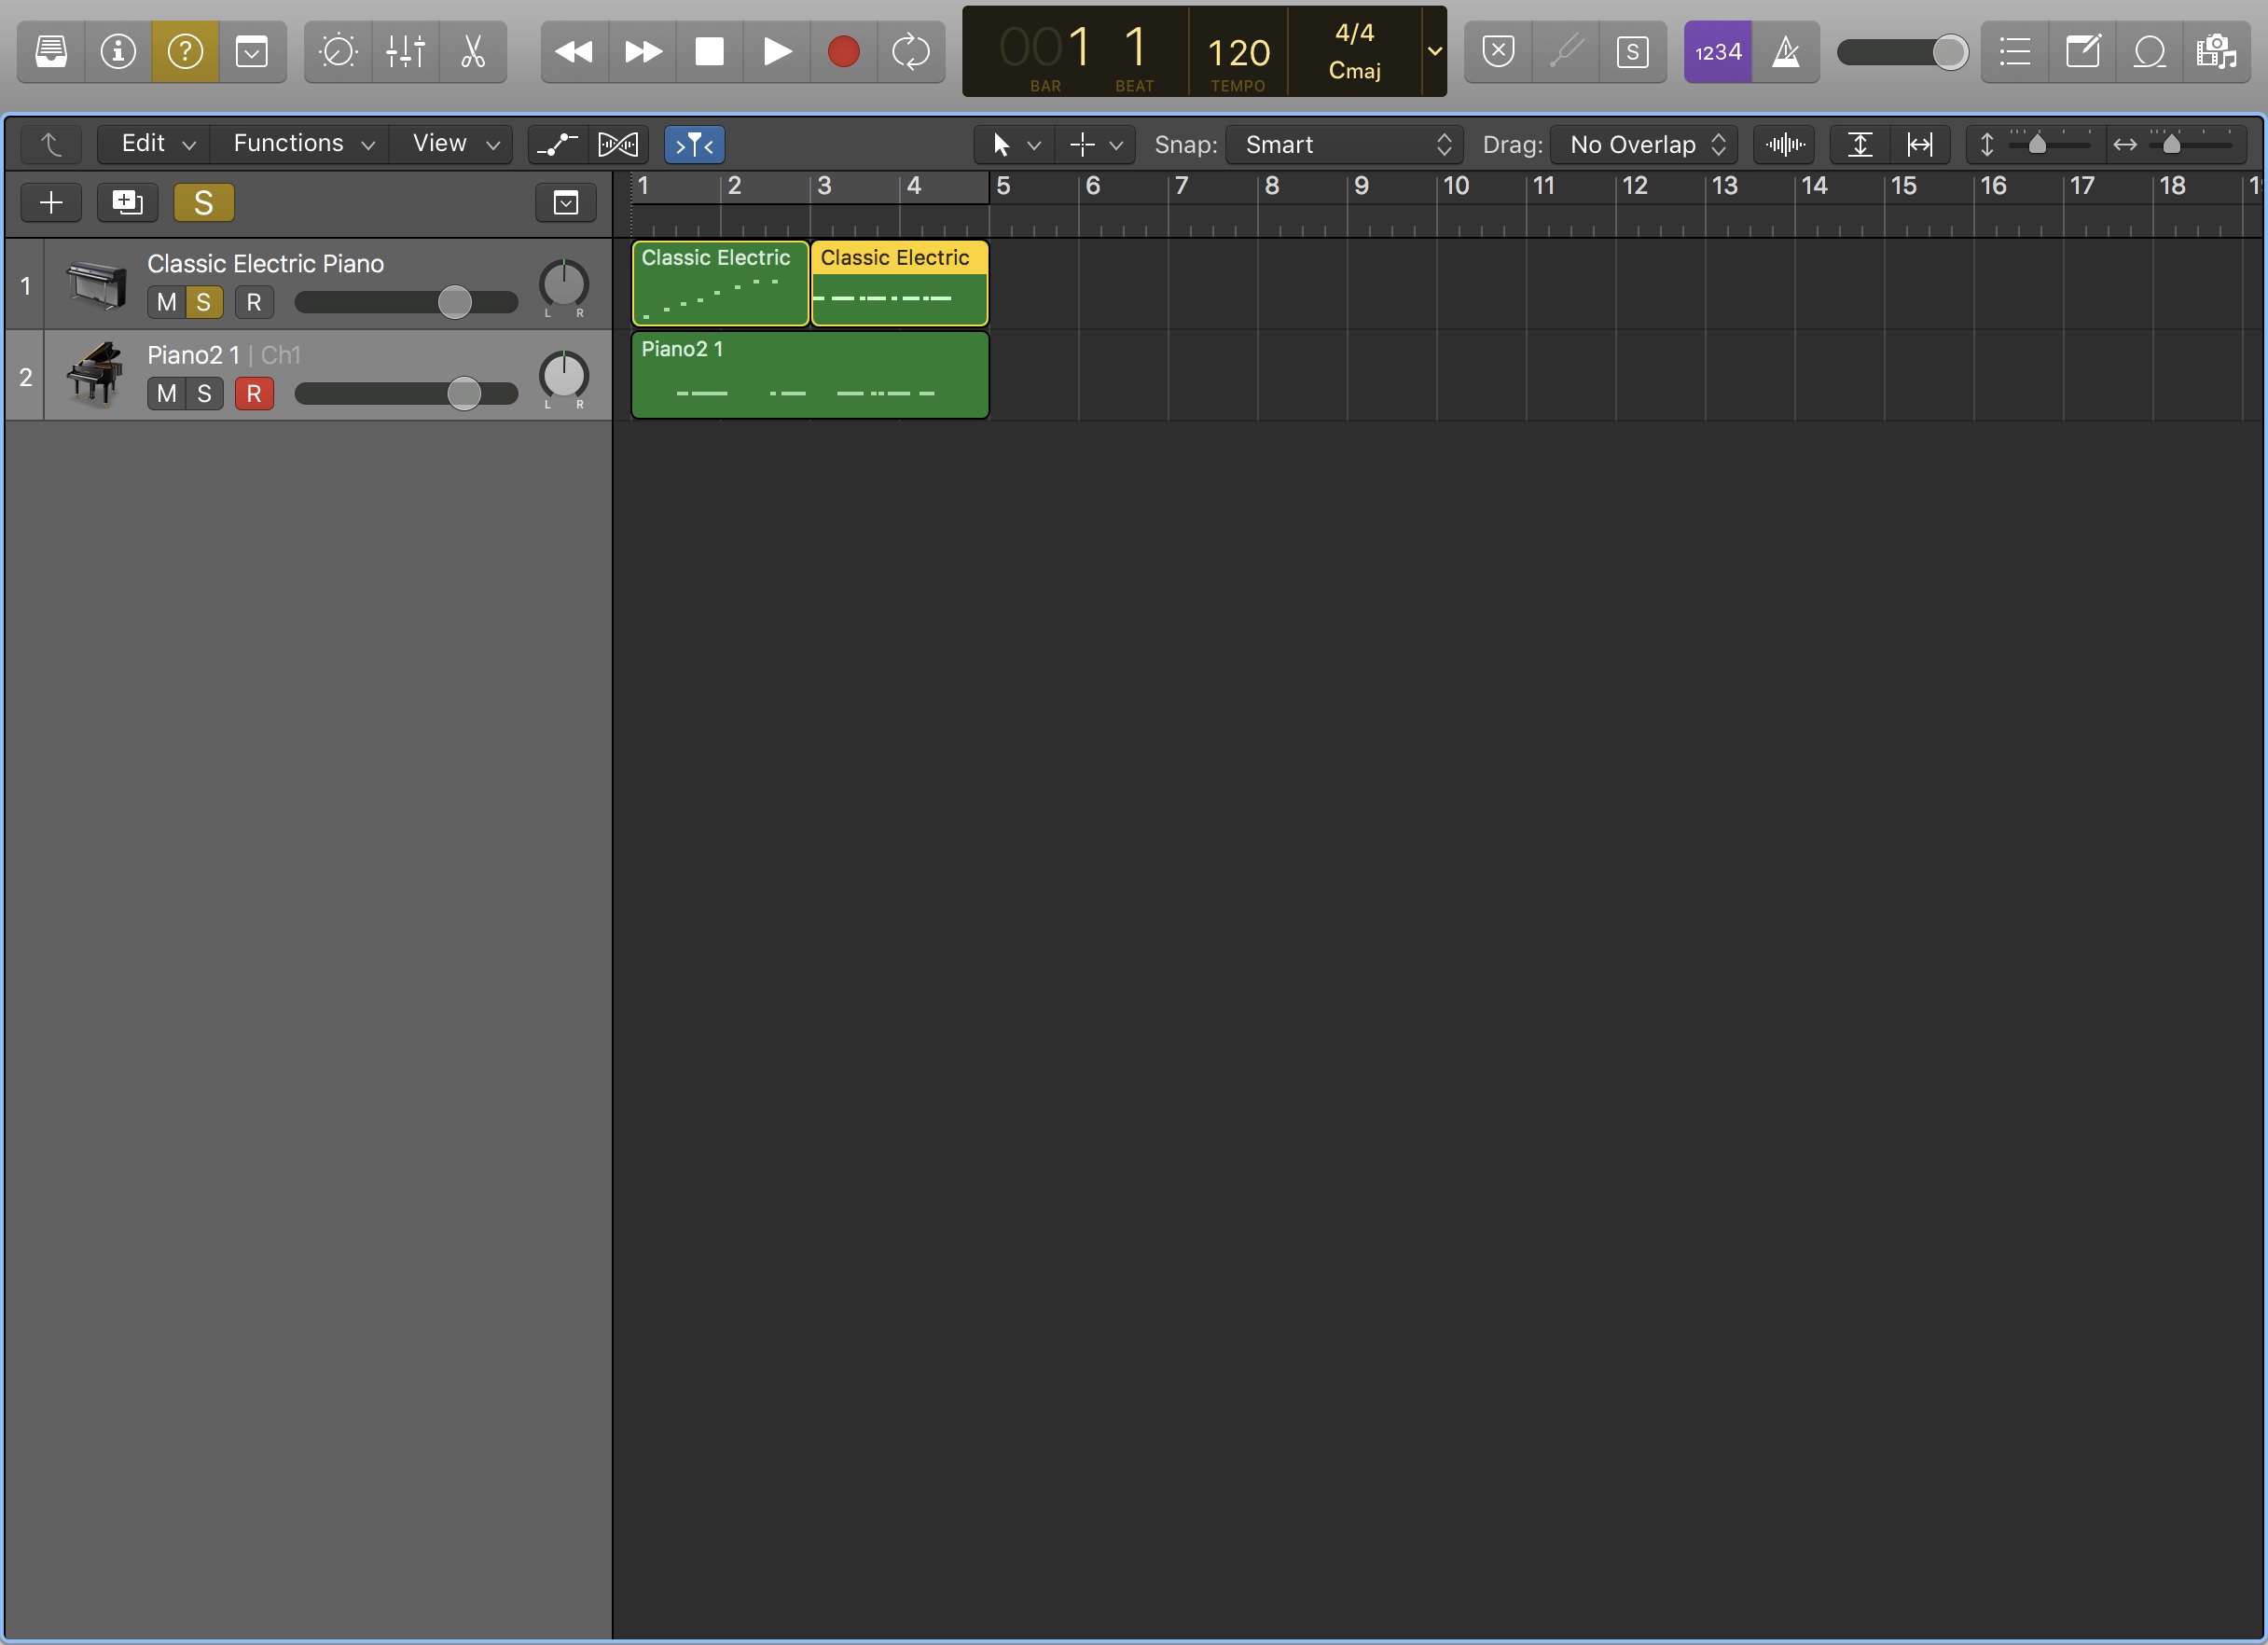 001 1 120 4/4
Cmaj
BAR BEAT TEMPO
S
1234
Edit Functions View Snap: Smart Drag: No Overlap
S
1 2 3 4 5 6 7 8 9 10 11 12 13 14 15 16 17 18
1 Classic Electric Piano
M S R
L R
Classic Electric Classic Electric
2 Piano2 1 | Ch1
M S R
L R
Piano2 1